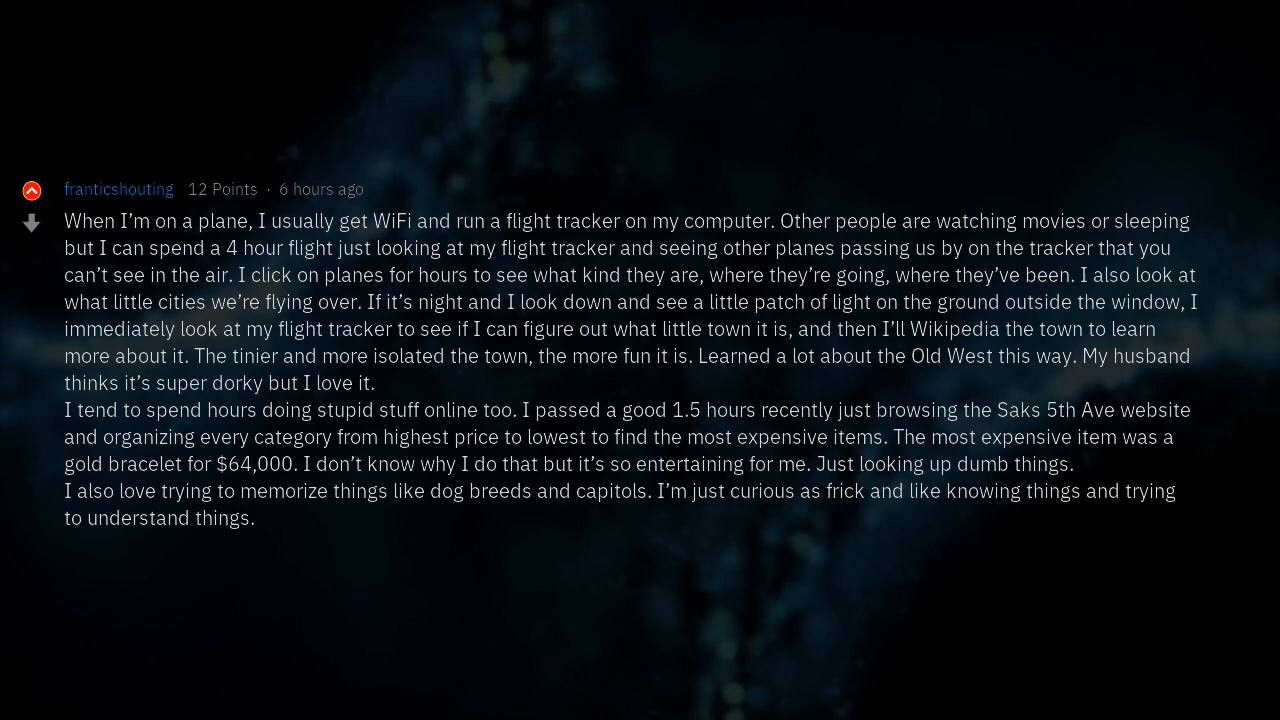 franticshouting 12 Points · 6 hours ago
When I’m on a plane, I usually get WiFi and run a flight tracker on my computer. Other people are watching movies or sleeping
but I can spend a 4 hour flight just looking at my flight tracker and seeing other planes passing us by on the tracker that you
can’t see in the air. I click on planes for hours to see what kind they are, where they’re going, where they’ve been. I also look at
what little cities we’re flying over. If it’s night and I look down and see a little patch of light on the ground outside the window, I
immediately look at my flight tracker to see if I can figure out what little town it is, and then I’ll Wikipedia the town to learn
more about it. The tinier and more isolated the town, the more fun it is. Learned a lot about the Old West this way. My husband
thinks it’s super dorky but I love it.
I tend to spend hours doing stupid stuff online too. I passed a good 1.5 hours recently just browsing the Saks 5th Ave website
and organizing every category from highest price to lowest to find the most expensive items. The most expensive item was a
gold bracelet for $64,000. I don’t know why I do that but it’s so entertaining for me. Just looking up dumb things.
I also love trying to memorize things like dog breeds and capitols. I’m just curious as frick and like knowing things and trying
to understand things.